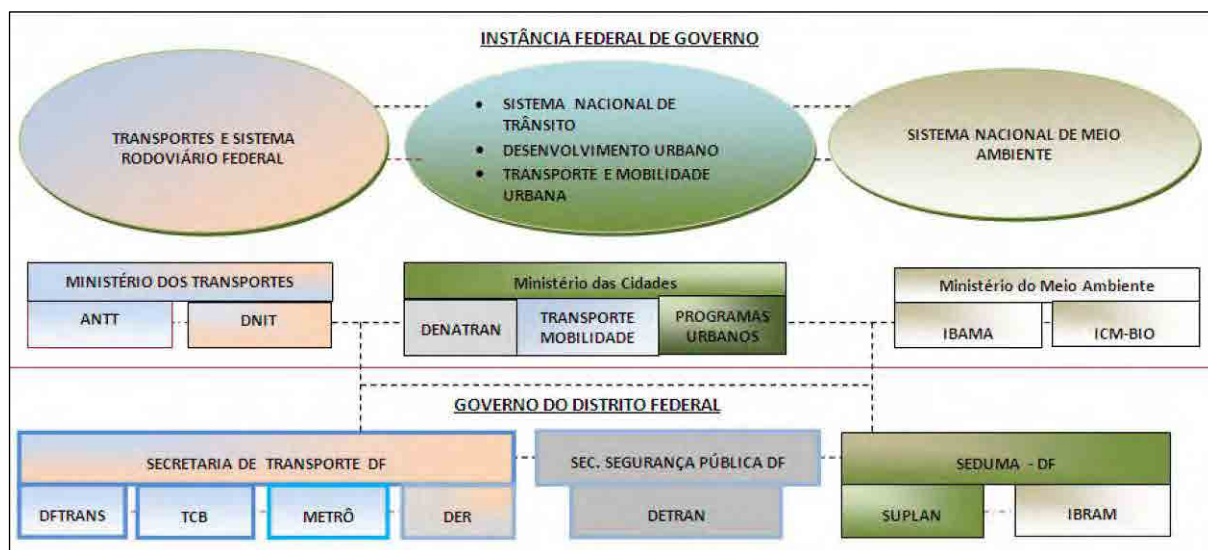 INSTÂNCIA FEDERAL DE GOVERNO
TRANSPORTES E SISTEMA
RODOVIÁRIO FEDERAL
• SISTEMA NACIONAL DE
TRÂNSITO
• DESENVOLVIMENTO URBANO
• TRANSPORTE E MOBILIDADE
URBANA
SISTEMA NACIONAL DE MEIO
AMBIENTE
MINISTÉRIO DOS TRANSPORTES
ANTT
DNIT
Ministério das Cidades
DENATRAN
TRANSPORTE
MOBILIDADE
PROGRAMAS
URBANOS
Ministério do Meio Ambiente
IBAMA
ICM-BIO
GOVERNO DO DISTRITO FEDERAL
SECRETARIA DE TRANSPORTE DF
DFTRANS
TCB
METRÔ
DER
SEC. SEGURANÇA PÚBLICA DF
DETRAN
SEDUMA - DF
SUPLAN
IBRAM